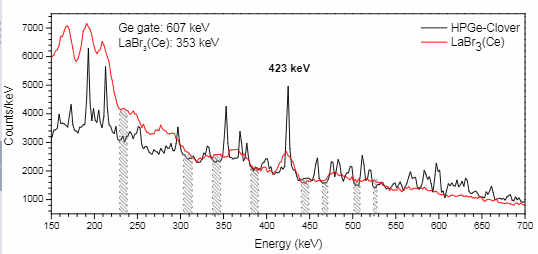 Ge gate: 607 keV
LaBr3(Ce): 353 keV
HPGe-Clover
LaBr3(Ce)
423 keV
Counts/keV
7000
6000
5000
4000
3000
2000
1000
150 200 250 300 350 400 450 500 550 600 650 700
Energy (keV)